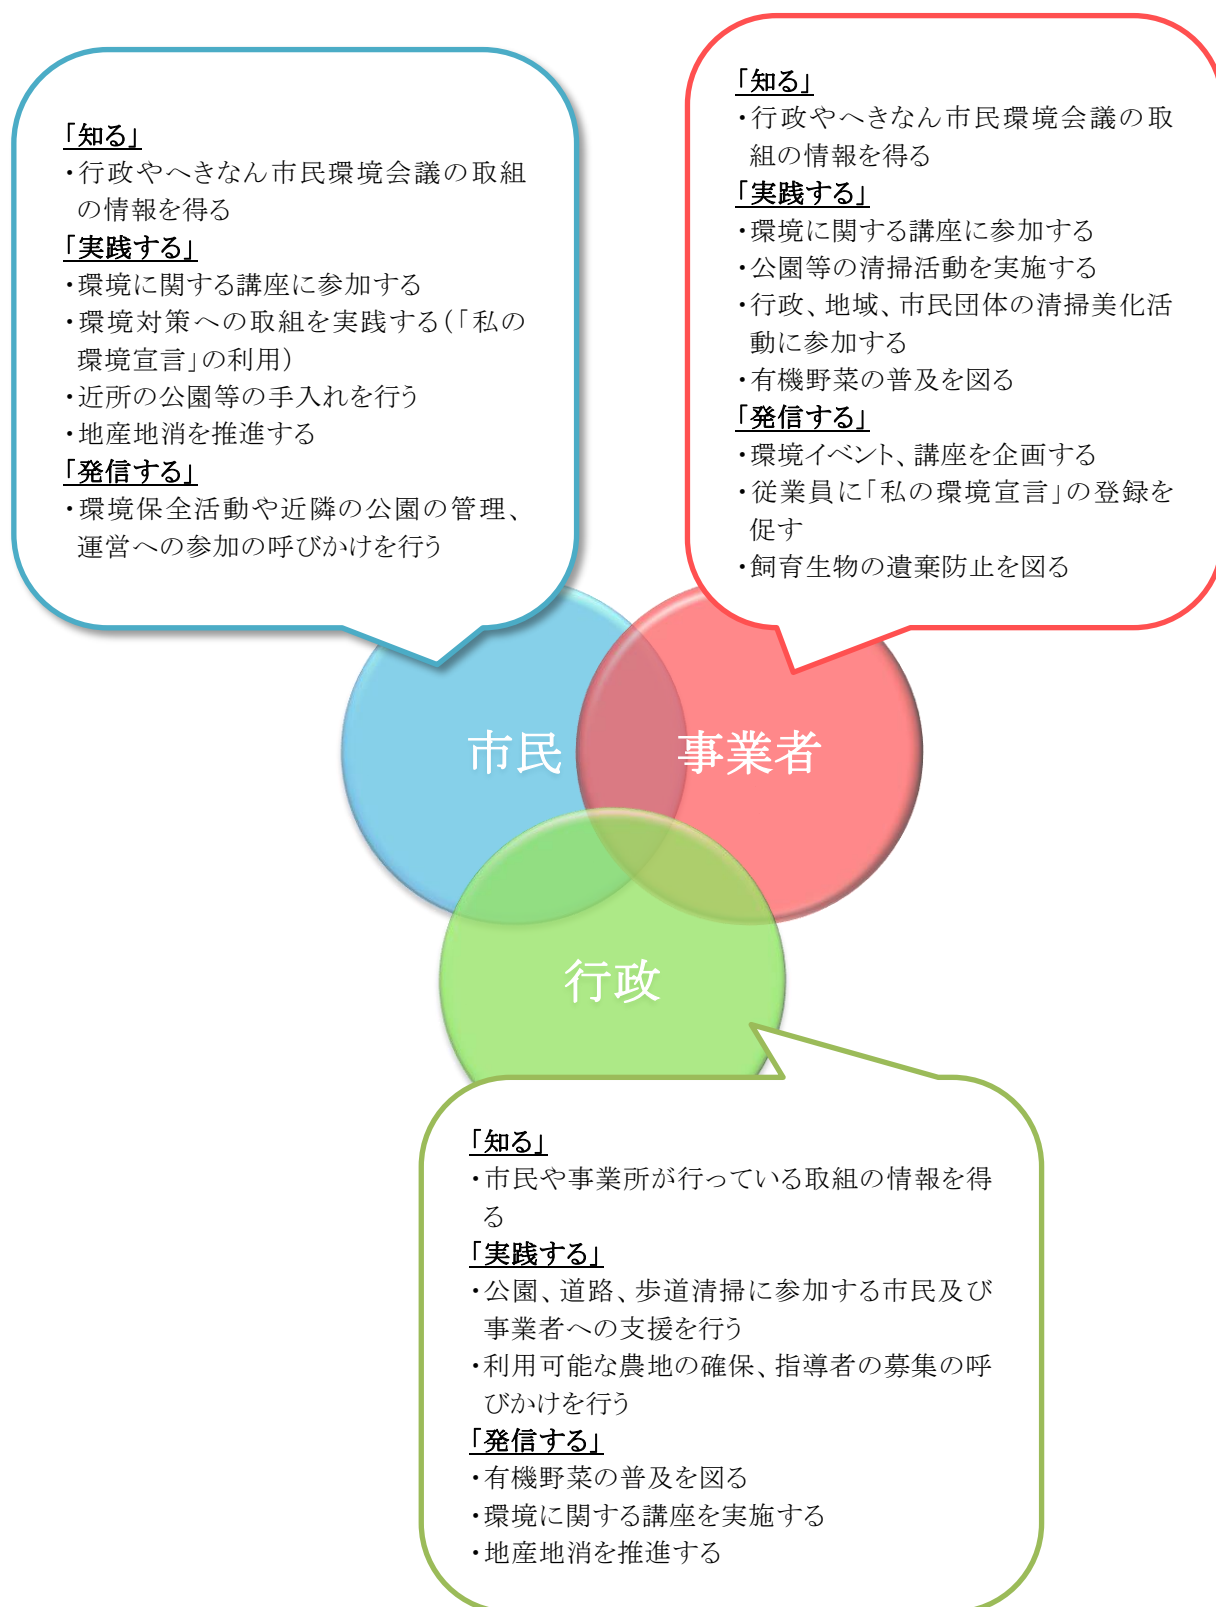 「知る」
・行政やへきなん市民環境会議の取組
の情報を得る
「実践する」
・環境に関する講座に参加する
・環境対策への取組を実践する（「私の
環境宣言」の利用）
・近所の公園等の手入れを行う
・地産地消を推進する
「発信する」
・環境保全活動や近隣の公園の管理、
運営への参加の呼びかけを行う
「知る」
・行政やへきなん市民環境会議の取
組の情報を得る
「実践する」
・環境に関する講座に参加する
・公園等の清掃活動を実施する
・行政、地域、市民団体の清掃美化活
動に参加する
・有機野菜の普及を図る
「発信する」
・環境イベント、講座を企画する
・従業員に「私の環境宣言」の登録を
促す
・飼育生物の遺棄防止を図る
市民
事業者
行政
「知る」
・市民や事業所が行っている取組の情報を得
る
「実践する」
・公園、道路、歩道清掃に参加する市民及び
事業者への支援を行う
・利用可能な農地の確保、指導者の募集の呼
びかけを行う
「発信する」
・有機野菜の普及を図る
・環境に関する講座を実施する
・地産地消を推進する